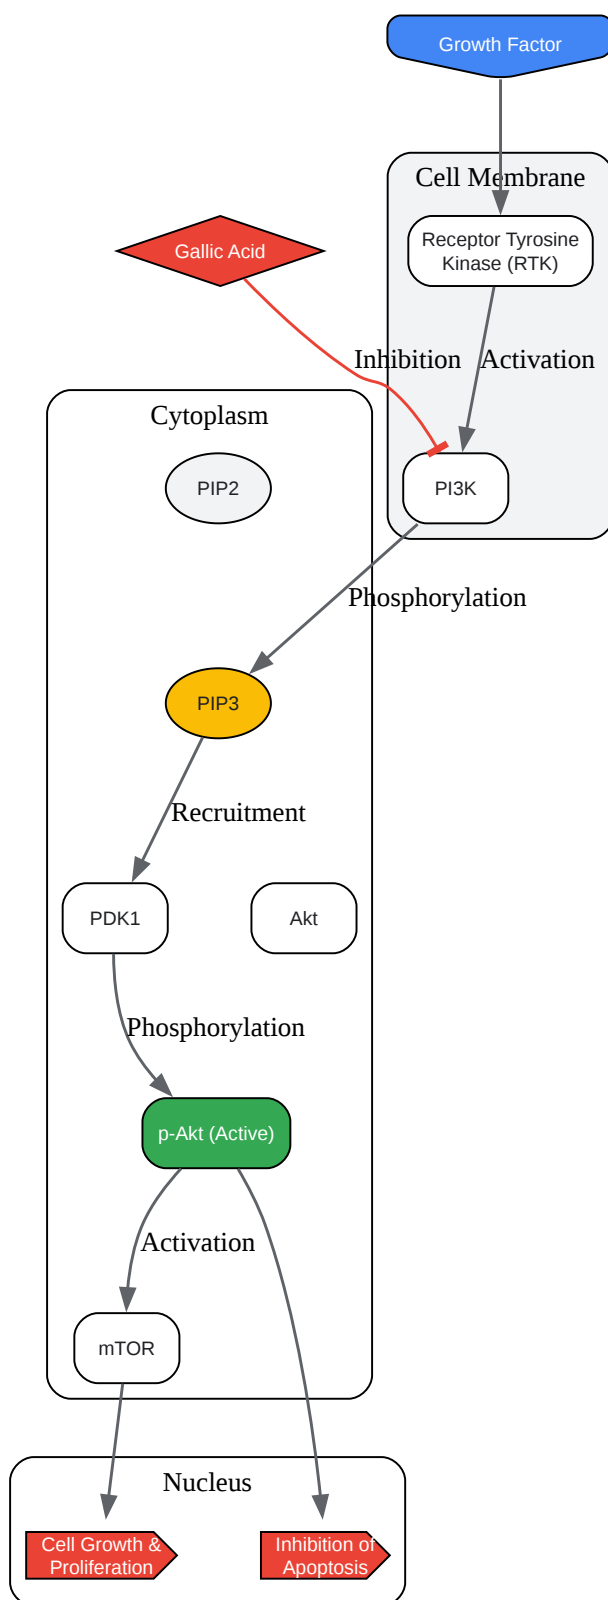 Growth Factor
Cell Membrane
Receptor Tyrosine
Kinase (RTK)
Gallic Acid
Inhibition
Activation
Cytoplasm
PIP2
PI3K
Phosphorylation
PIP3
Recruitment
PDK1
Akt
Phosphorylation
p-Akt (Active)
Activation
mTOR
Nucleus
Cell Growth &
Proliferation
Inhibition of
Apoptosis